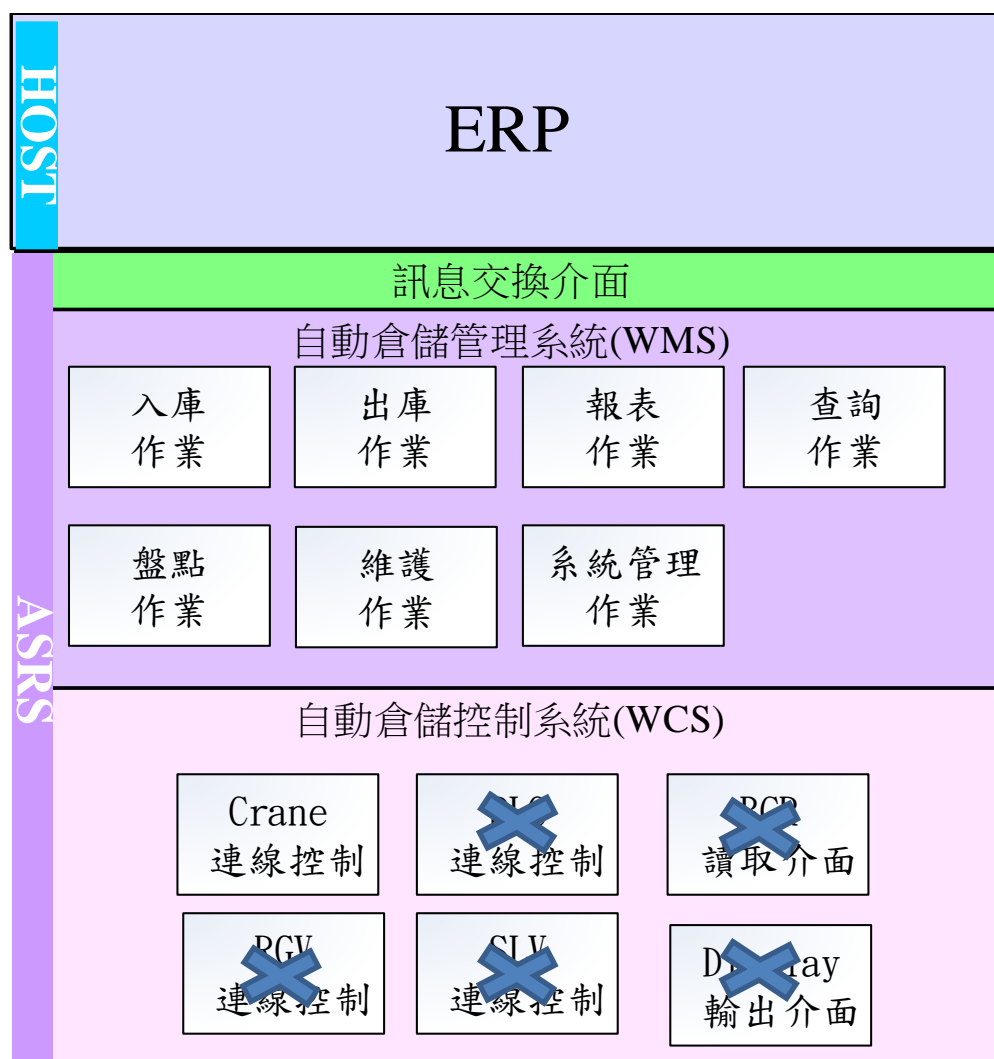 HOST
ERP
訊息交換介面
ASRS
自動倉儲管理系統(WMS)
入庫
作業
出庫
作業
報表
作業
查詢
作業
盤點
作業
維護
作業
系統管理
作業
自動倉儲控制系統(WCS)
Crane
連線控制
連線控制
讀取介面
RGV
連線控制
連線控制
輸出介面